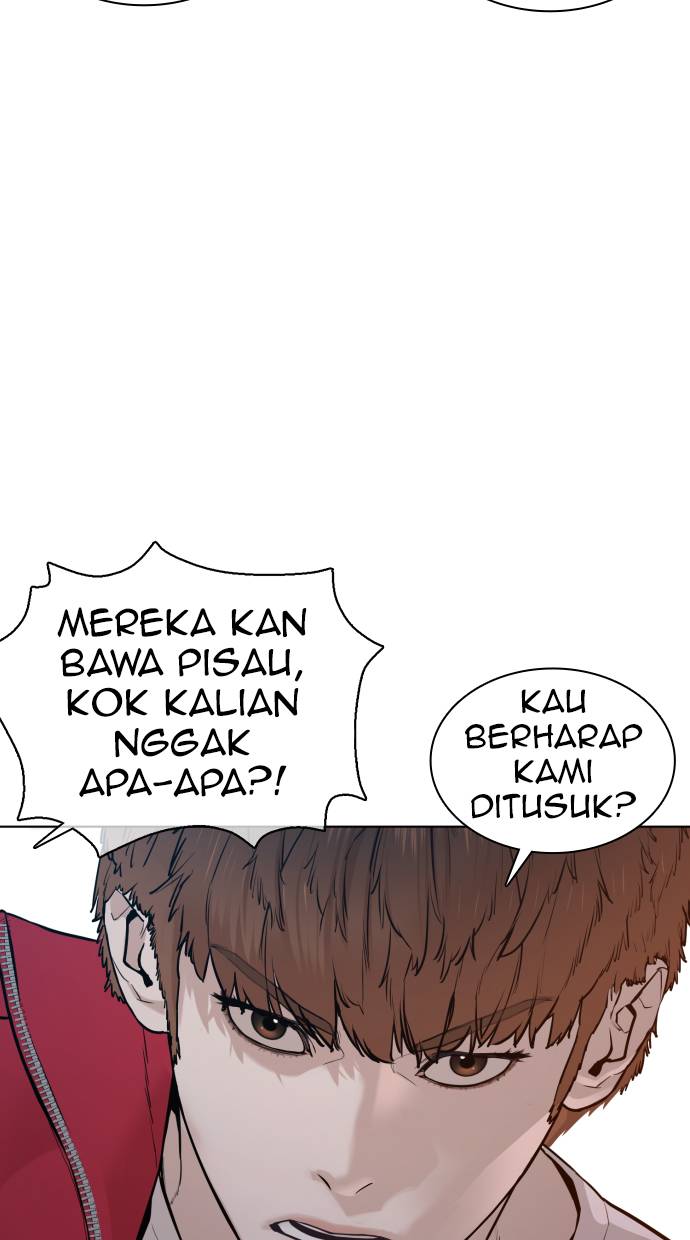 MEREKA KAN
BAWA PISAU,
KOK KALIAN
NGGAK
APA-APA?!
KAU
BERHARAP
KAMI
DITUSUK?